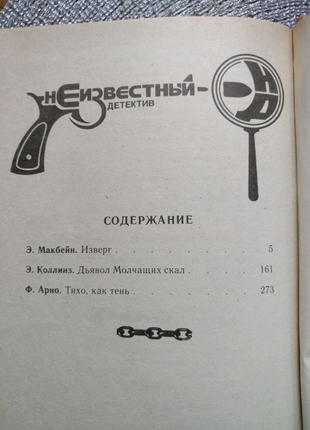 неизвестный
ДЕТЕКТИВ
НД
СОДЕРЖАНИЕ
Э. Макбейн. Изверг . . . . . . . . 5
Э. Коллинз. Дьявол Молчащих скал . . . . . 161
Ф. Арно. Тихо, как тень . . . . . . . 273